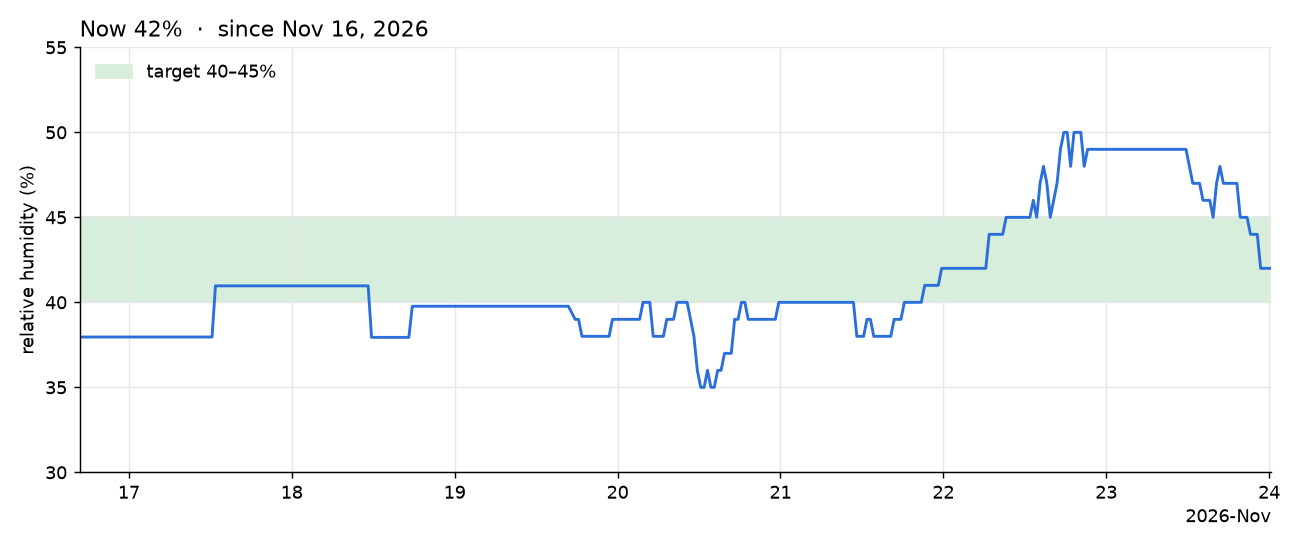 Now 42%  ·  since Nov 16, 2026
target 40–45%
relative humidity (%)
55
50
45
40
35
30
17 18 19 20 21 22 23 24
2026-Nov